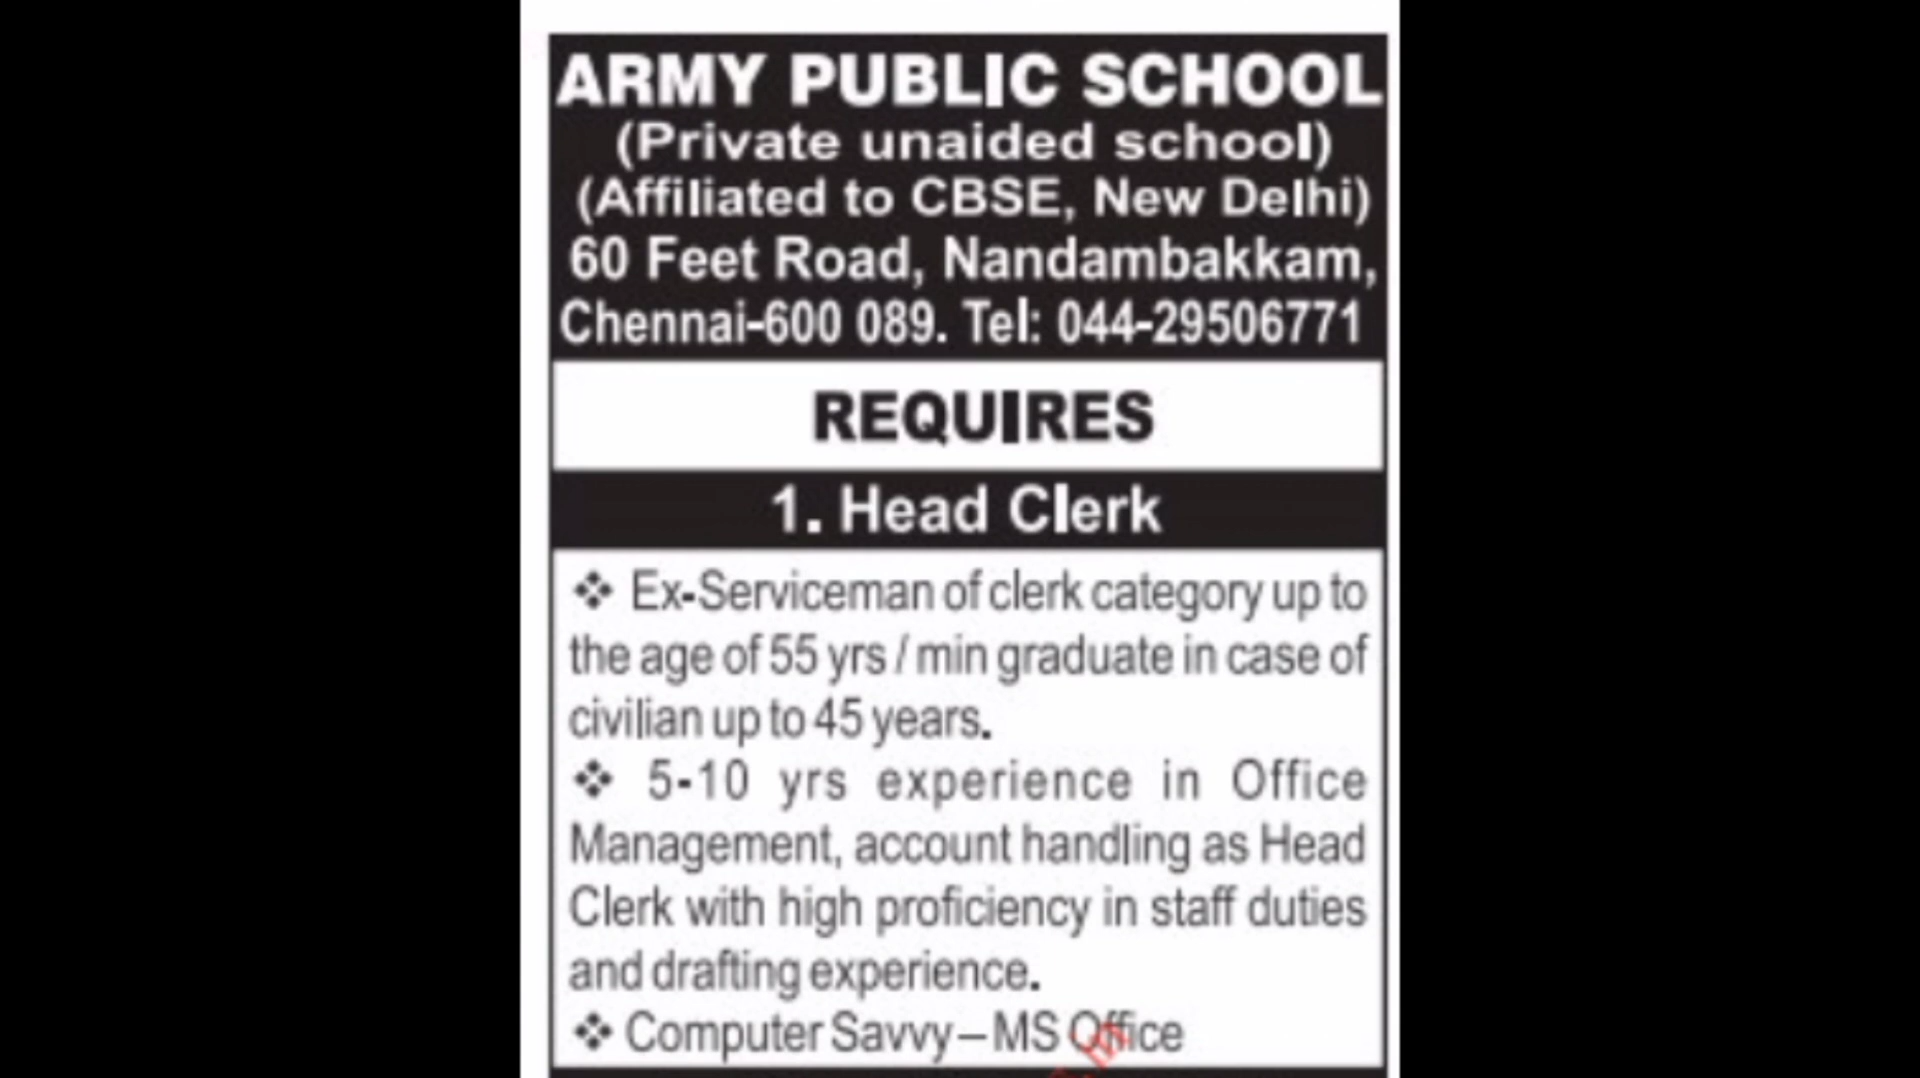 ARMY PUBLIC SCHOOL
(Private unaided school)
(Affiliated to CBSE, New Delhi)
60 Feet Road, Nandambakkam,
Chennai-600 089. Tel: 044-29506771
REQUIRES
1. Head Clerk
❖ Ex-Serviceman of clerk category up to
the age of 55 yrs / min graduate in case of
civilian up to 45 years.
❖ 5-10 yrs experience in Office
Management, account handling as Head
Clerk with high proficiency in staff duties
and drafting experience.
❖ Computer Savvy – MS Office